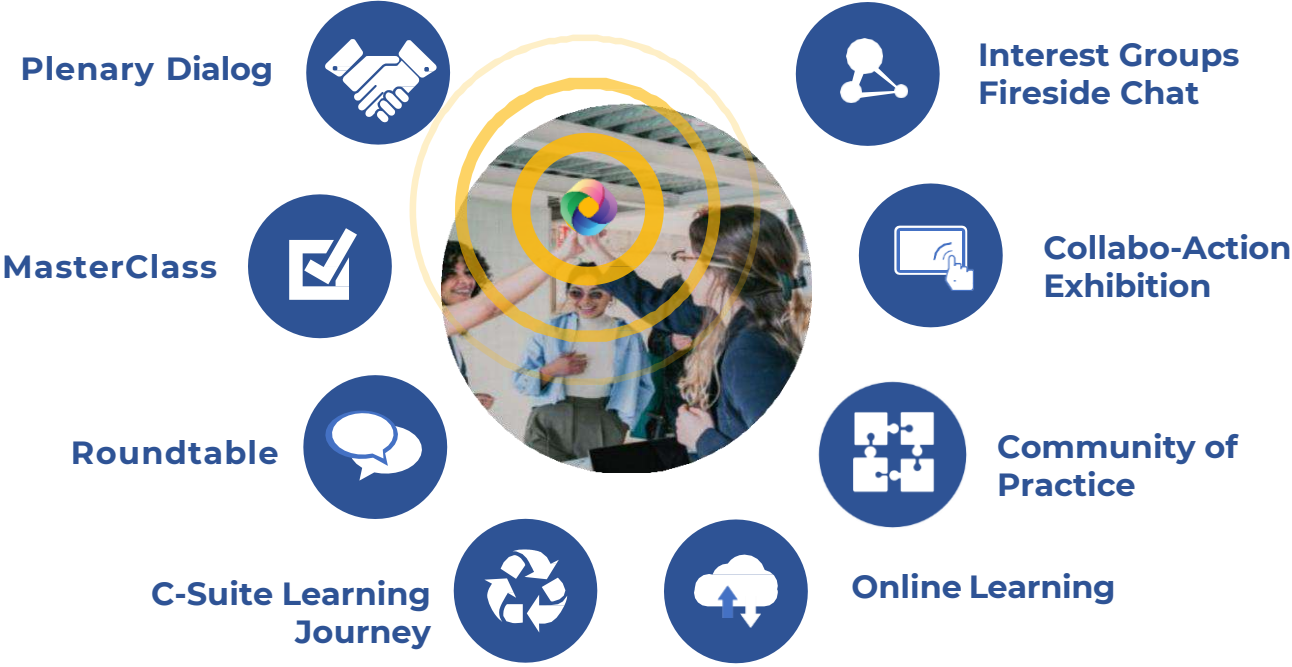 Plenary Dialog
Interest Groups
Fireside Chat
MasterClass
Collabo-Action
Exhibition
Roundtable
Community of
Practice
C-Suite Learning
Journey
Online Learning